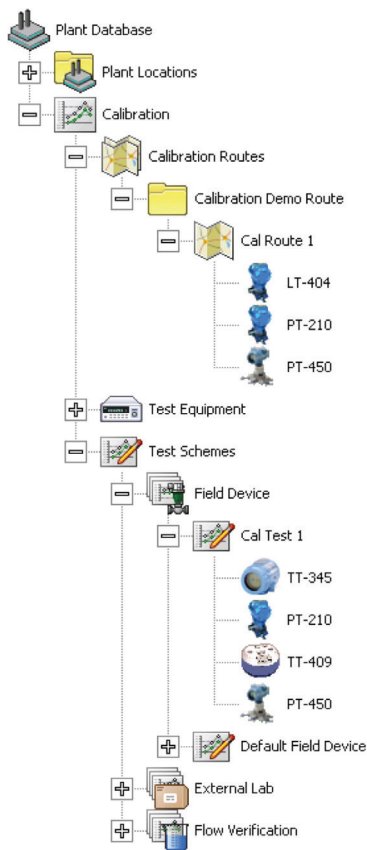 Plant Database
Plant Locations
Calibration
Calibration Routes
Calibration Demo Route
Cal Route 1
LT-404
PT-210
PT-450
Test Equipment
Test Schemes
Field Device
Cal Test 1
TT-345
PT-210
TT-409
PT-450
Default Field Device
External Lab
Flow Verification